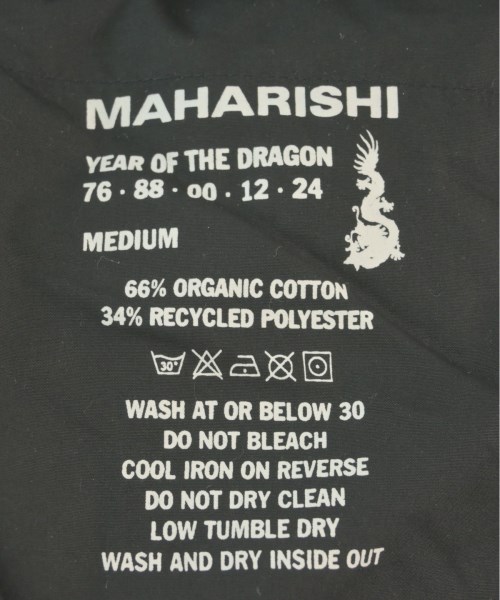 MAHARISHI
YEAR OF THE DRAGON
76 · 88 · 00 · 12 · 24
MEDIUM
66% ORGANIC COTTON
34% RECYCLED POLYESTER
30°
WASH AT OR BELOW 30
DO NOT BLEACH
COOL IRON ON REVERSE
DO NOT DRY CLEAN
LOW TUMBLE DRY
WASH AND DRY INSIDE OUT